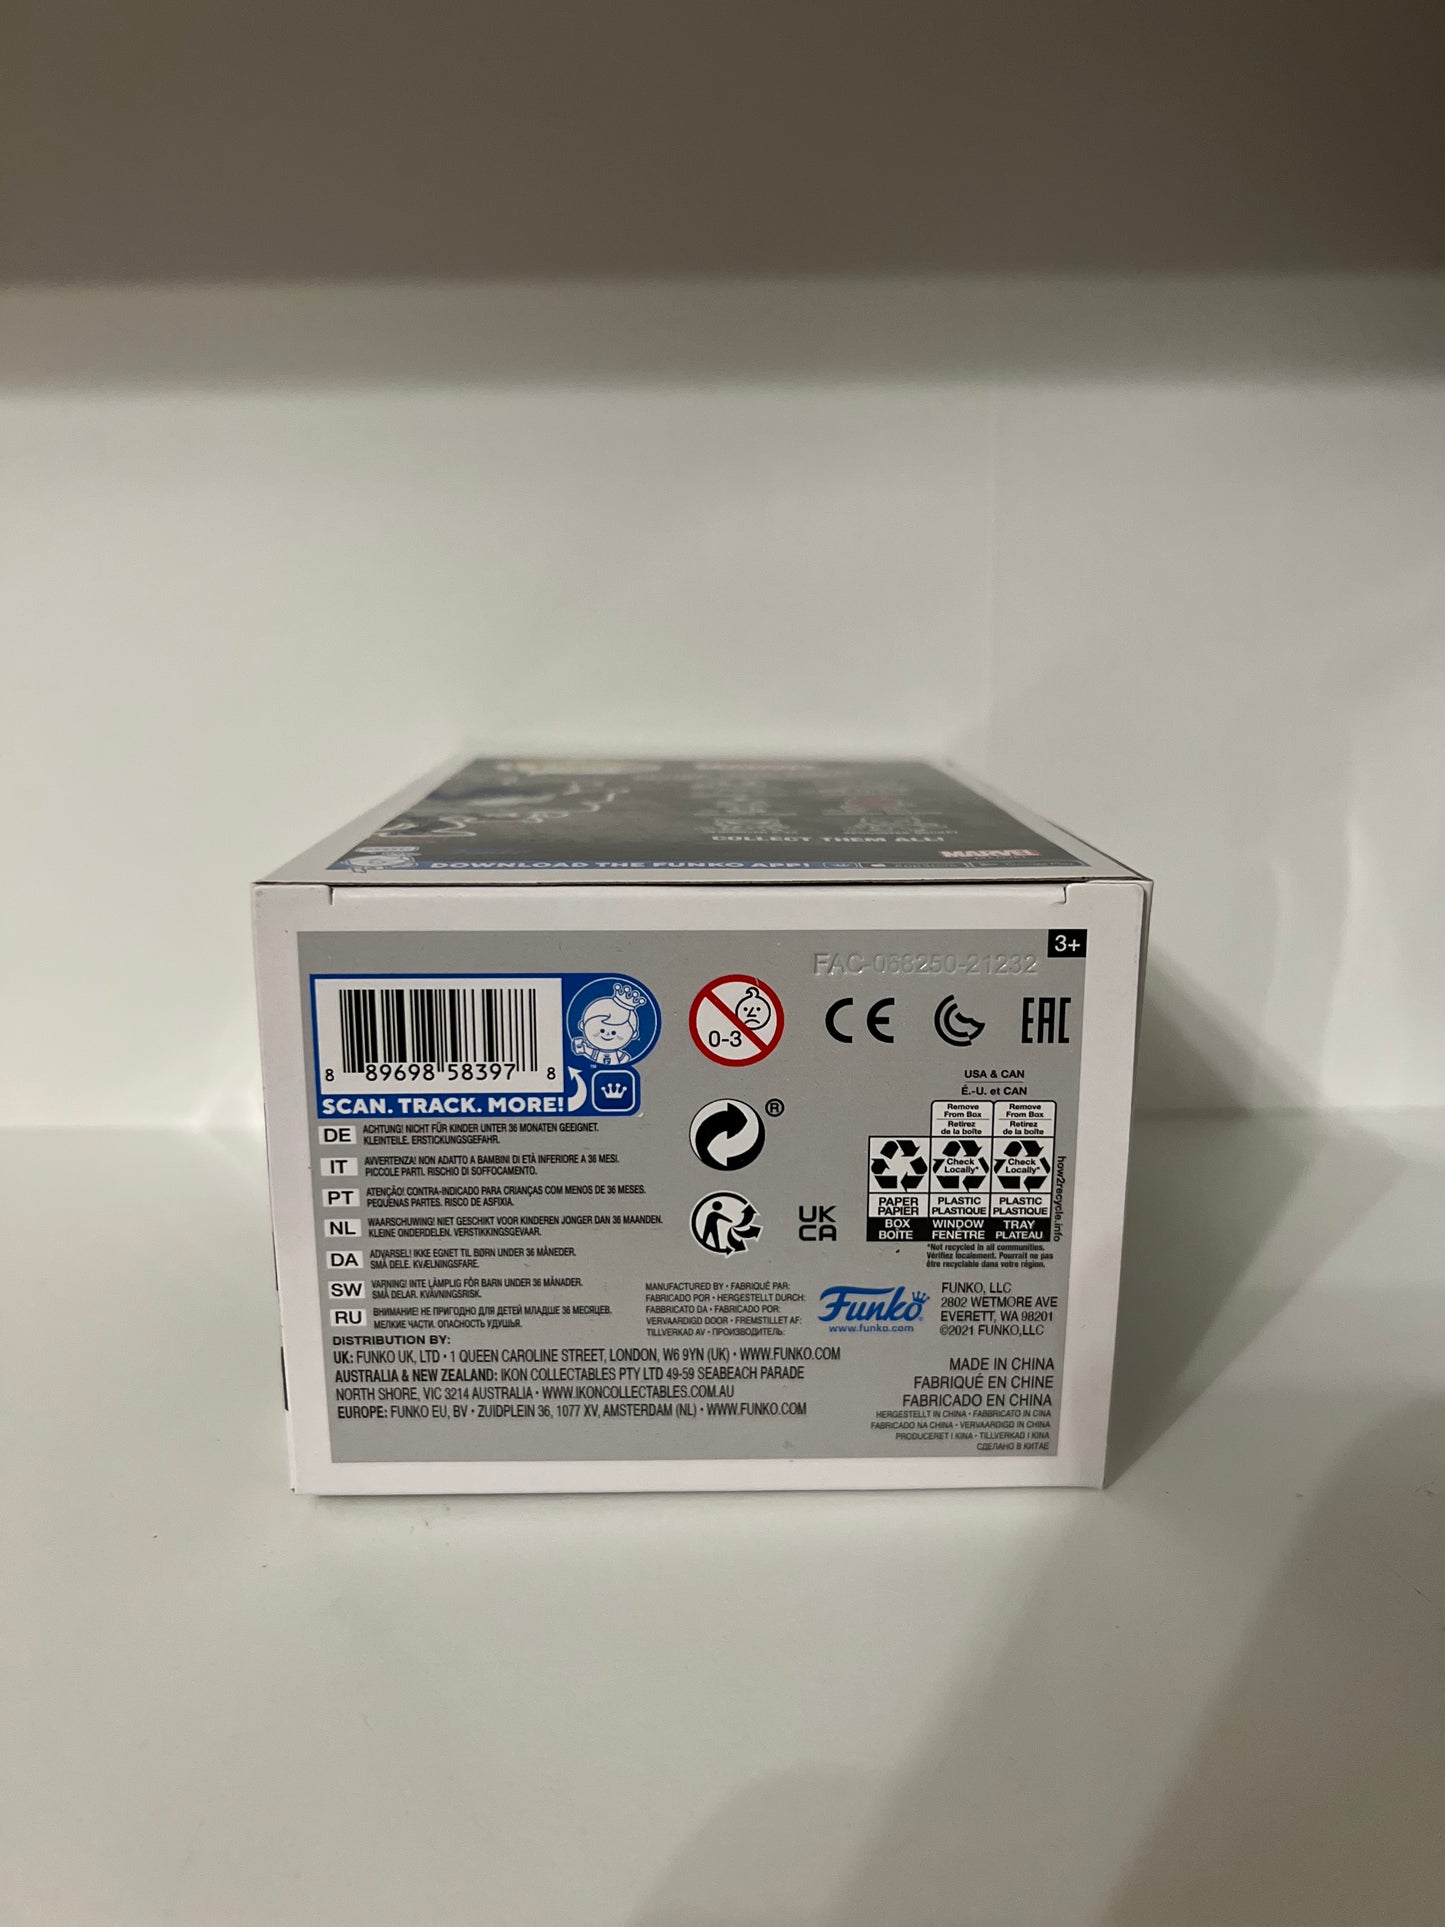 COLLECT THEM ALL!
MARVEL
DOWNLOAD THE FUNKO APP!
3+
FAC-068250-21232
8 89698 58397 8
SCAN. TRACK. MORE!
™
0-3
CE
EAC
®
USA & CAN
É.-U. et CAN
Remove From Box
Retirez de la boîte
Remove From Box
Retirez de la boîte
Check Locally*
Check Locally*
PAPER PAPIER
PLASTIC PLASTIQUE
PLASTIC PLASTIQUE
BOX BOÎTE
WINDOW FENÊTRE
TRAY PLATEAU
how2recycle.info
*Not recycled in all communities.
Vérifiez localement. Pourrait ne pas
être recyclable dans votre région.
DE ACHTUNG! NICHT FÜR KINDER UNTER 36 MONATEN GEEIGNET.
KLEINTEILE. ERSTICKUNGSGEFAHR.
IT AVVERTENZA! NON ADATTO A BAMBINI DI ETÀ INFERIORE A 36 MESI.
PICCOLE PARTI. RISCHIO DI SOFFOCAMENTO.
PT ATENÇÃO! CONTRA-INDICADO PARA CRIANÇAS COM MENOS DE 36 MESES.
PEQUENAS PARTES. RISCO DE ASFIXIA.
NL WAARSCHUWING! NIET GESCHIKT VOOR KINDEREN JONGER DAN 36 MAANDEN.
KLEINE ONDERDELEN. VERSTIKKINGSGEVAAR.
DA ADVARSEL! IKKE EGNET TIL BØRN UNDER 36 MÅNEDER.
SMÅ DELE. KVÆLNINGSFARE.
SW VARNING! INTE LÄMPLIG FÖR BARN UNDER 36 MÅNADER.
SMÅ DELAR. KVÄVNINGSRISK.
RU ВНИМАНИЕ! НЕ ПРИГОДНО ДЛЯ ДЕТЕЙ МЛАДШЕ 36 МЕСЯЦЕВ.
МЕЛКИЕ ЧАСТИ. ОПАСНОСТЬ УДУШЬЯ.
UK
CA
MANUFACTURED BY • FABRIQUÉ PAR:
FABRICADO POR • HERGESTELLT DURCH:
FABBRICATO DA • FABRICADO POR:
VERVAARDIGD DOOR • FREMSTILLET AF:
TILLVERKAD AV • ПРОИЗВОДИТЕЛЬ:
Funko
www.funko.com
FUNKO, LLC
2802 WETMORE AVE
EVERETT, WA 98201
©2021 FUNKO,LLC
DISTRIBUTION BY:
UK: FUNKO UK, LTD • 1 QUEEN CAROLINE STREET, LONDON, W6 9YN (UK) • WWW.FUNKO.COM
AUSTRALIA & NEW ZEALAND: IKON COLLECTABLES PTY LTD 49-59 SEABEACH PARADE
NORTH SHORE, VIC 3214 AUSTRALIA • WWW.IKONCOLLECTABLES.COM.AU
EUROPE: FUNKO EU, BV • ZUIDPLEIN 36, 1077 XV, AMSTERDAM (NL) • WWW.FUNKO.COM
MADE IN CHINA
FABRIQUÉ EN CHINE
FABRICADO EN CHINA
HERGESTELLT IN CHINA • FABBRICATO IN CINA
FABRICADO NA CHINA • VERVAARDIGD IN CHINA
PRODUCERET I KINA • TILLVERKAD I KINA
СДЕЛАНО В КИТАЕ